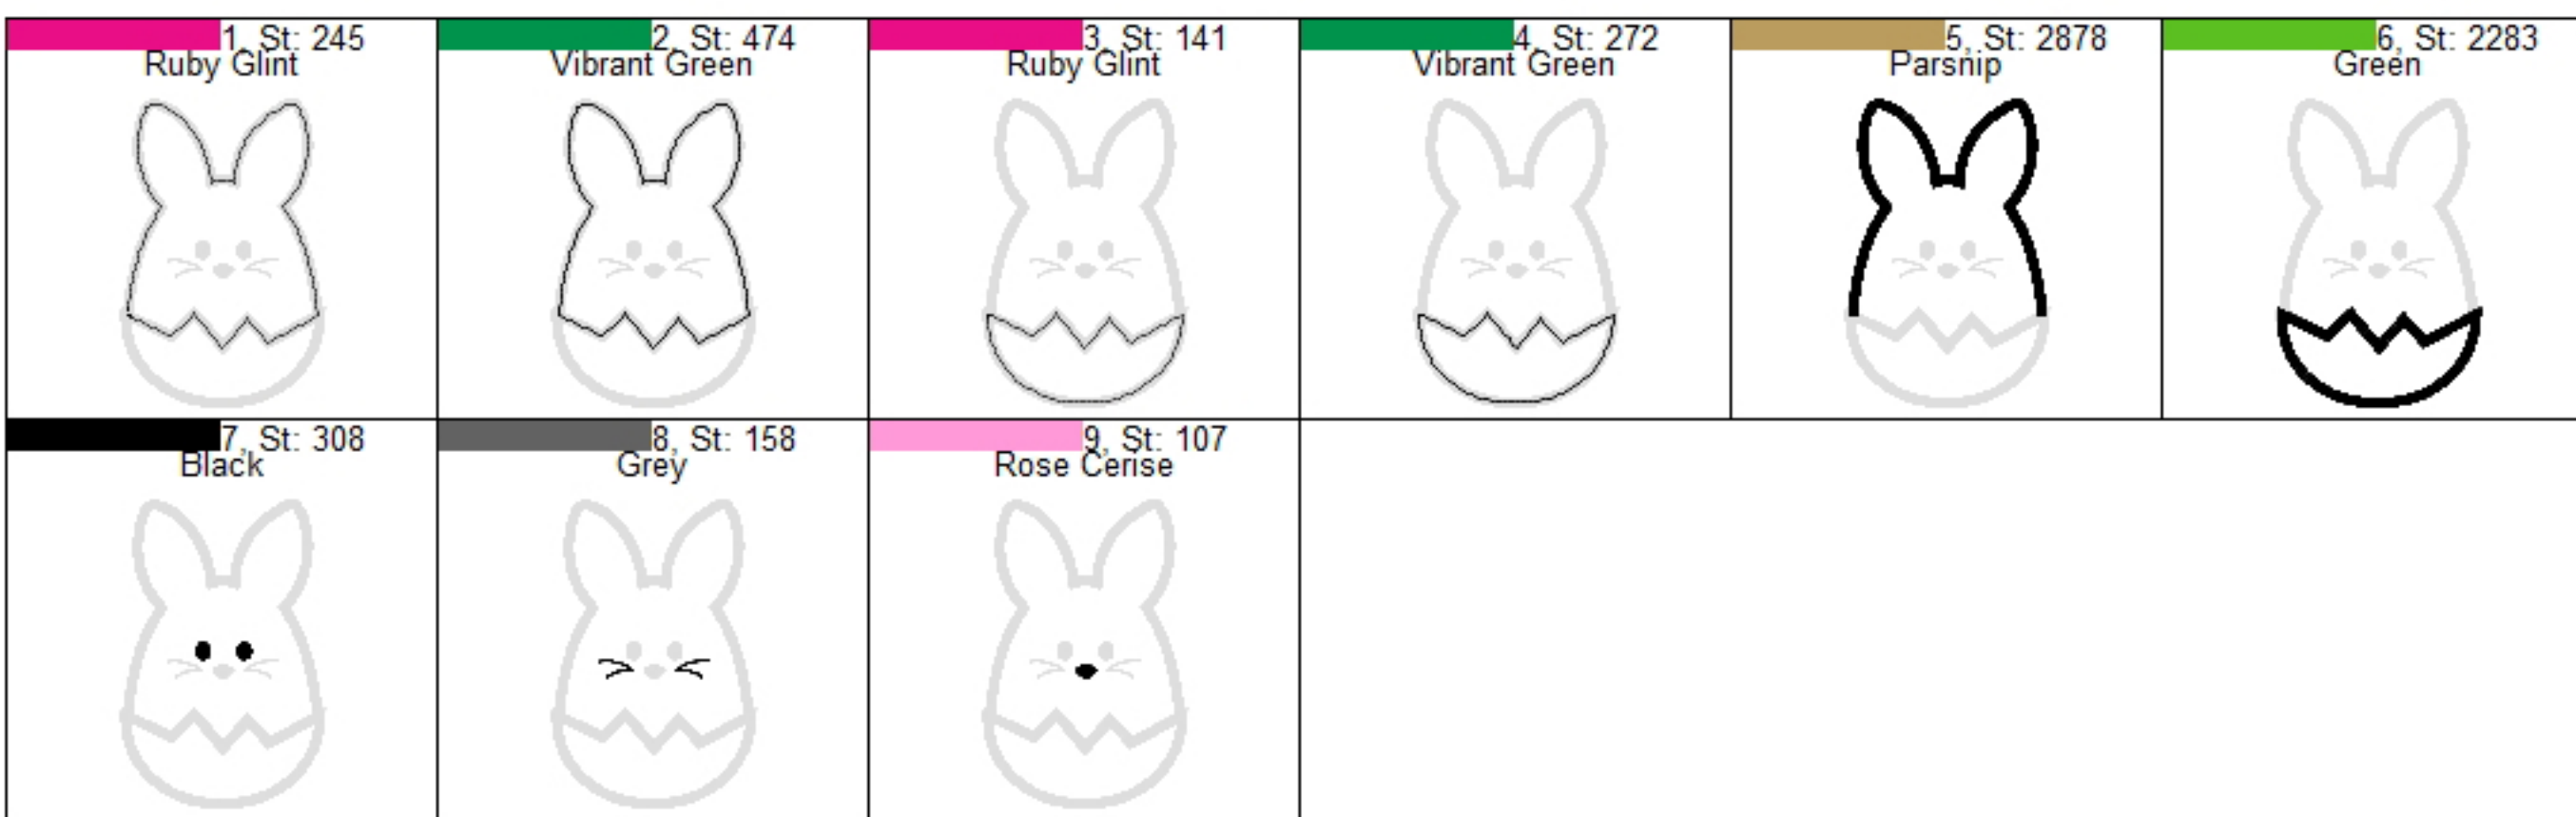 1, St: 245
Ruby Glint
2, St: 474
Vibrant Green
3, St: 141
Ruby Glint
4, St: 272
Vibrant Green
5, St: 2878
Parsnip
6, St: 2283
Green
7, St: 308
Black
8, St: 158
Grey
9, St: 107
Rose Cerise